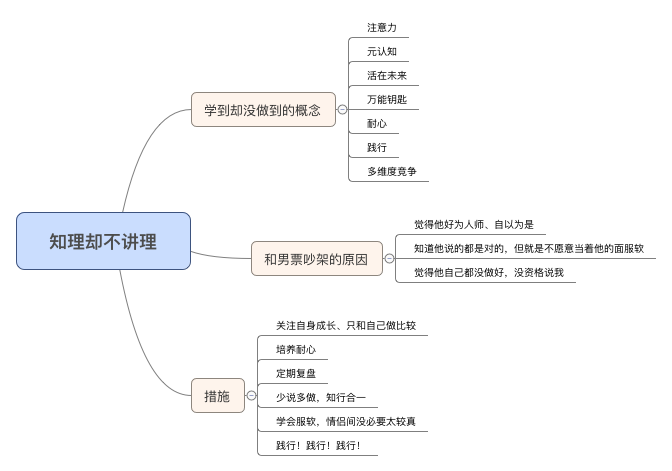 知理却不讲理
学到却没做到的概念
注意力
元认知
活在未来
万能钥匙
耐心
践行
多维度竞争
和男票吵架的原因
觉得他好为人师、自以为是
知道他说的都是对的，但就是不愿意当着他的面服软
觉得他自己都没做好，没资格说我
措施
关注自身成长、只和自己做比较
培养耐心
定期复盘
少说多做，知行合一
学会服软，情侣间没必要太较真
践行！践行！践行！